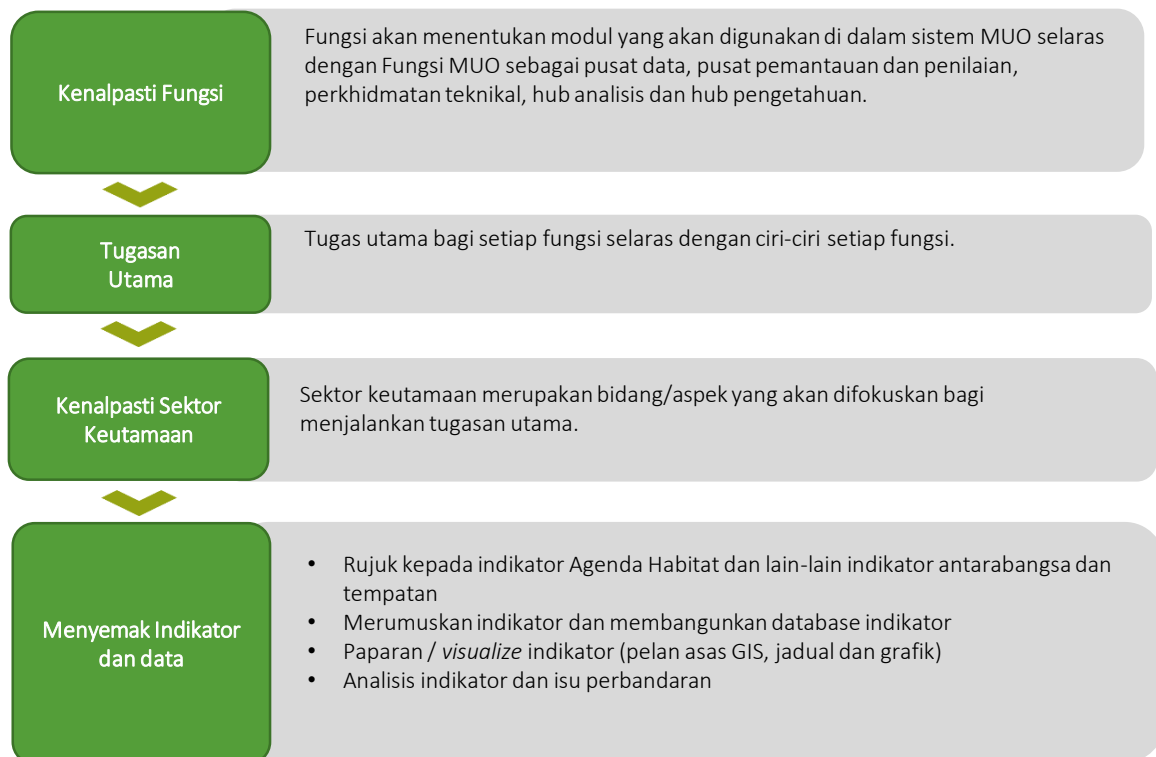 Kenalpasti Fungsi
Fungsi akan menentukan modul yang akan digunakan di dalam sistem MUO selaras
dengan Fungsi MUO sebagai pusat data, pusat pemantauan dan penilaian,
perkhidmatan teknikal, hub analisis dan hub pengetahuan.
Tugasan
Utama
Tugas utama bagi setiap fungsi selaras dengan ciri-ciri setiap fungsi.
Kenalpasti Sektor
Keutamaan
Sektor keutamaan merupakan bidang/aspek yang akan difokuskan bagi
menjalankan tugasan utama.
Menyemak Indikator
dan data
• Rujuk kepada indikator Agenda Habitat dan lain-lain indikator antarabangsa dan
tempatan
• Merumuskan indikator dan membangunkan database indikator
• Paparan / visualize indikator (pelan asas GIS, jadual dan grafik)
• Analisis indikator dan isu perbandaran